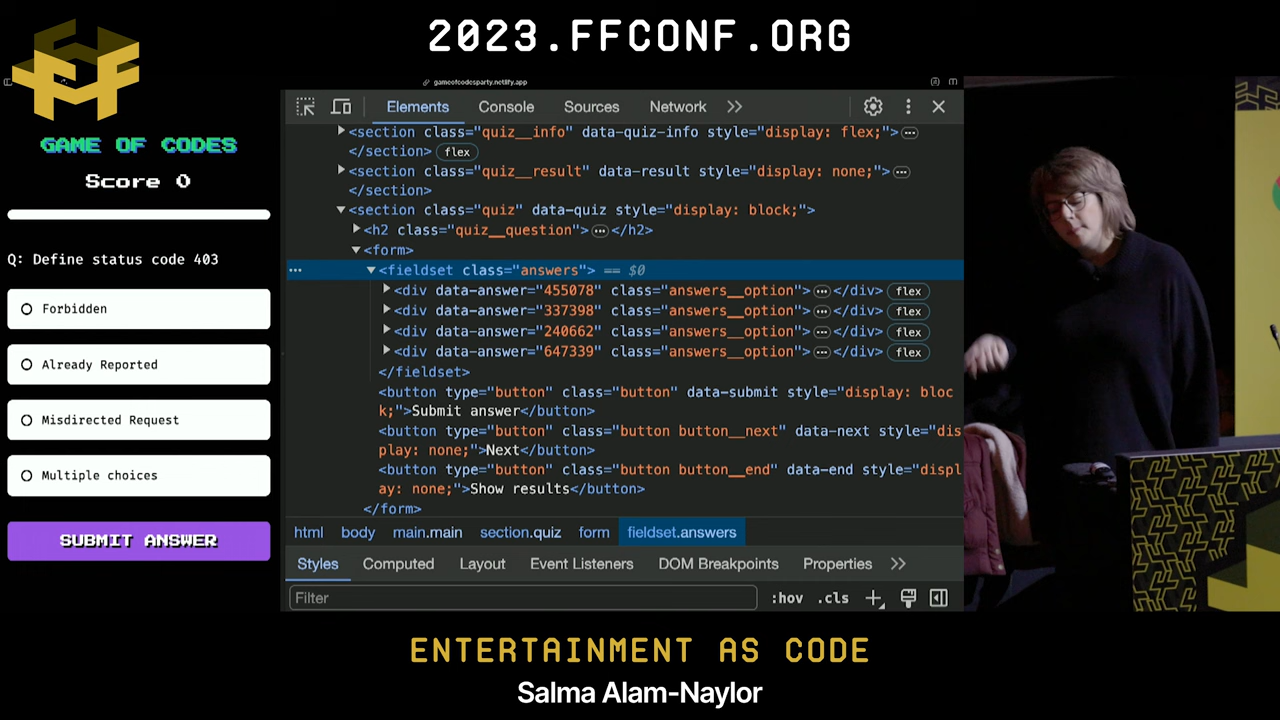 2023.FFCONF.ORG
gameofcodesparty.netlify.app
GAME OF CODES
Score 0
Q: Define status code 403
Forbidden
Already Reported
Misdirected Request
Multiple choices
SUBMIT ANSWER
Elements Console Sources Network
<section class="quiz__info" data-quiz-info style="display: flex;">
</section> flex
<section class="quiz__result" data-result style="display: none;">
</section>
<section class="quiz" data-quiz style="display: block;">
<h2 class="quiz__question"> </h2>
<form>
<fieldset class="answers"> == $0
<div data-answer="455078" class="answers__option"> </div> flex
<div data-answer="337398" class="answers__option"> </div> flex
<div data-answer="240662" class="answers__option"> </div> flex
<div data-answer="647339" class="answers__option"> </div> flex
</fieldset>
<button type="button" class="button" data-submit style="display: bloc
k;">Submit answer</button>
<button type="button" class="button button__next" data-next style="dis
play: none;">Next</button>
<button type="button" class="button button__end" data-end style="displ
ay: none;">Show results</button>
</form>
html body main.main section.quiz form fieldset.answers
Styles Computed Layout Event Listeners DOM Breakpoints Properties
Filter :hov .cls
ENTERTAINMENT AS CODE
Salma Alam-Naylor